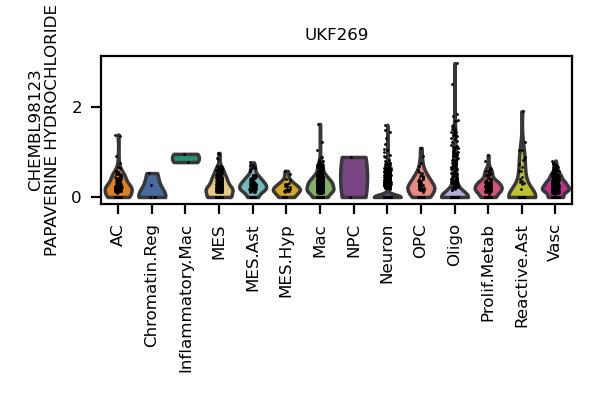 UKF269
CHEMBL98123
PAPAVERINE HYDROCHLORIDE
2
0
AC
Chromatin.Reg
Inflammatory.Mac
MES
MES.Ast
MES.Hyp
Mac
NPC
Neuron
OPC
Oligo
Prolif.Metab
Reactive.Ast
Vasc